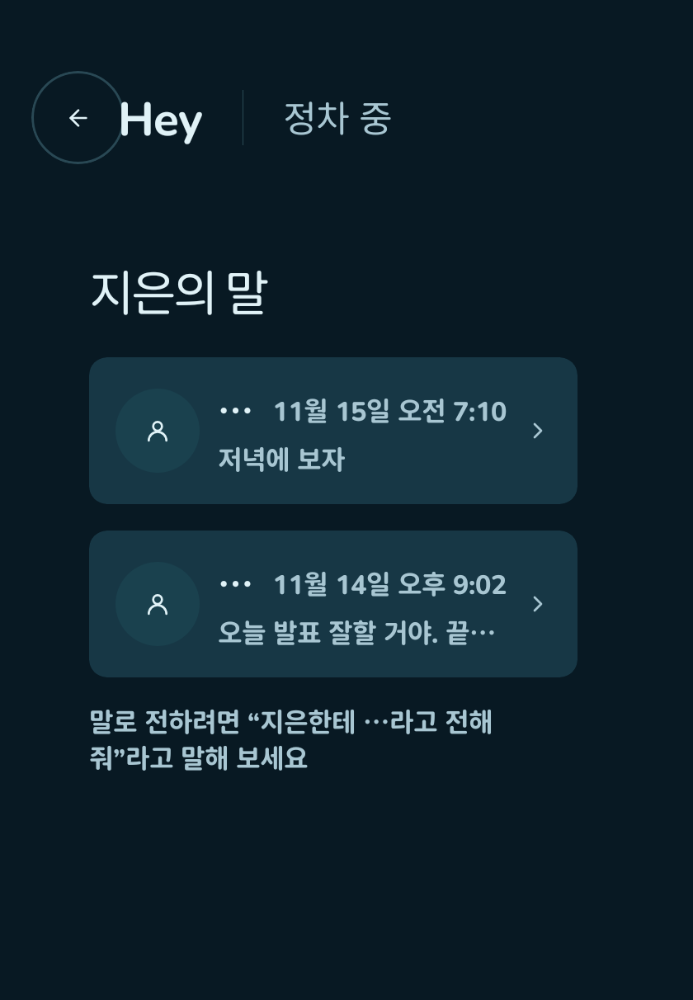 Hey
정차 중
지은의 말
··· 11월 15일 오전 7:10
저녁에 보자
··· 11월 14일 오후 9:02
오늘 발표 잘할 거야. 끝···
말로 전하려면 “지은한테 ···라고 전해
줘”라고 말해 보세요